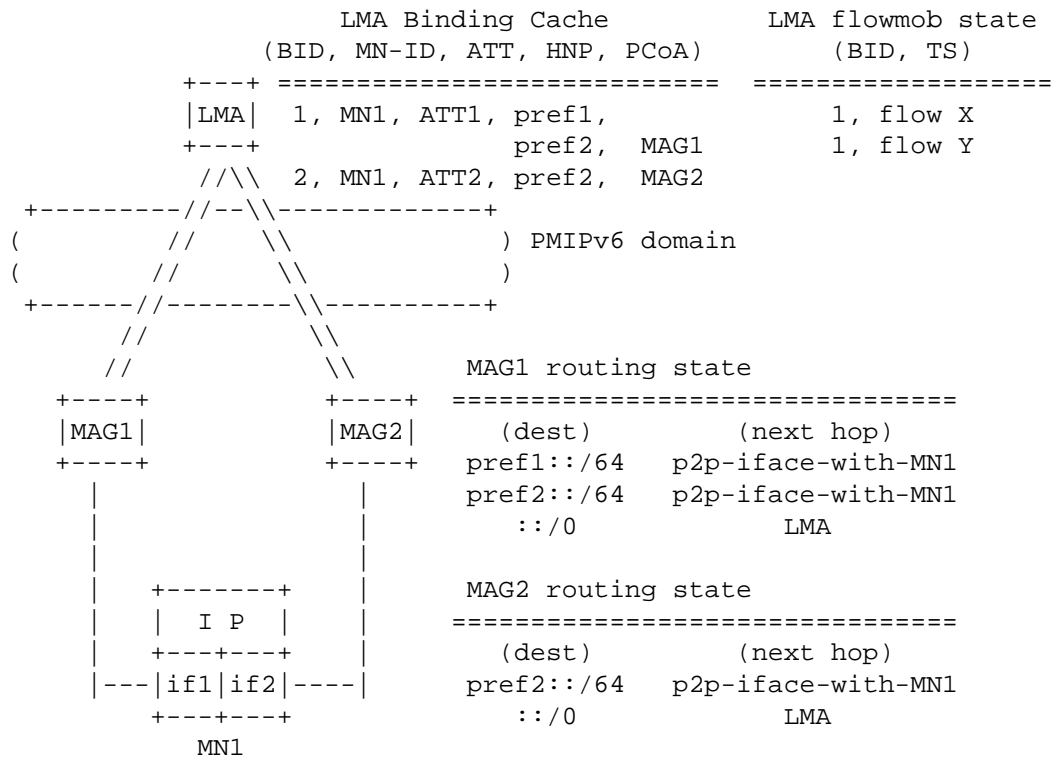 LMA Binding Cache LMA flowmob state
(BID, MN-ID, ATT, HNP, PCoA) (BID, TS)
+---+ ============================ ===================
|LMA| 1, MN1, ATT1, pref1, 1, flow X
+---+ pref2, MAG1 1, flow Y
//\\ 2, MN1, ATT2, pref2, MAG2
+---------//--\\-------------+
( // \\ ) PMIPv6 domain
( // \\ )
+------//--------\\----------+
// \\
// \\ MAG1 routing state
+----+ +----+ ================================
|MAG1| |MAG2| (dest) (next hop)
+----+ +----+ pref1::/64 p2p-iface-with-MN1
| | pref2::/64 p2p-iface-with-MN1
| | ::/0 LMA
| |
| +-------+ | MAG2 routing state
| | I P | | ================================
| +---+---+ | (dest) (next hop)
|---|if1|if2|----| pref2::/64 p2p-iface-with-MN1
+---+---+ ::/0 LMA
MN1